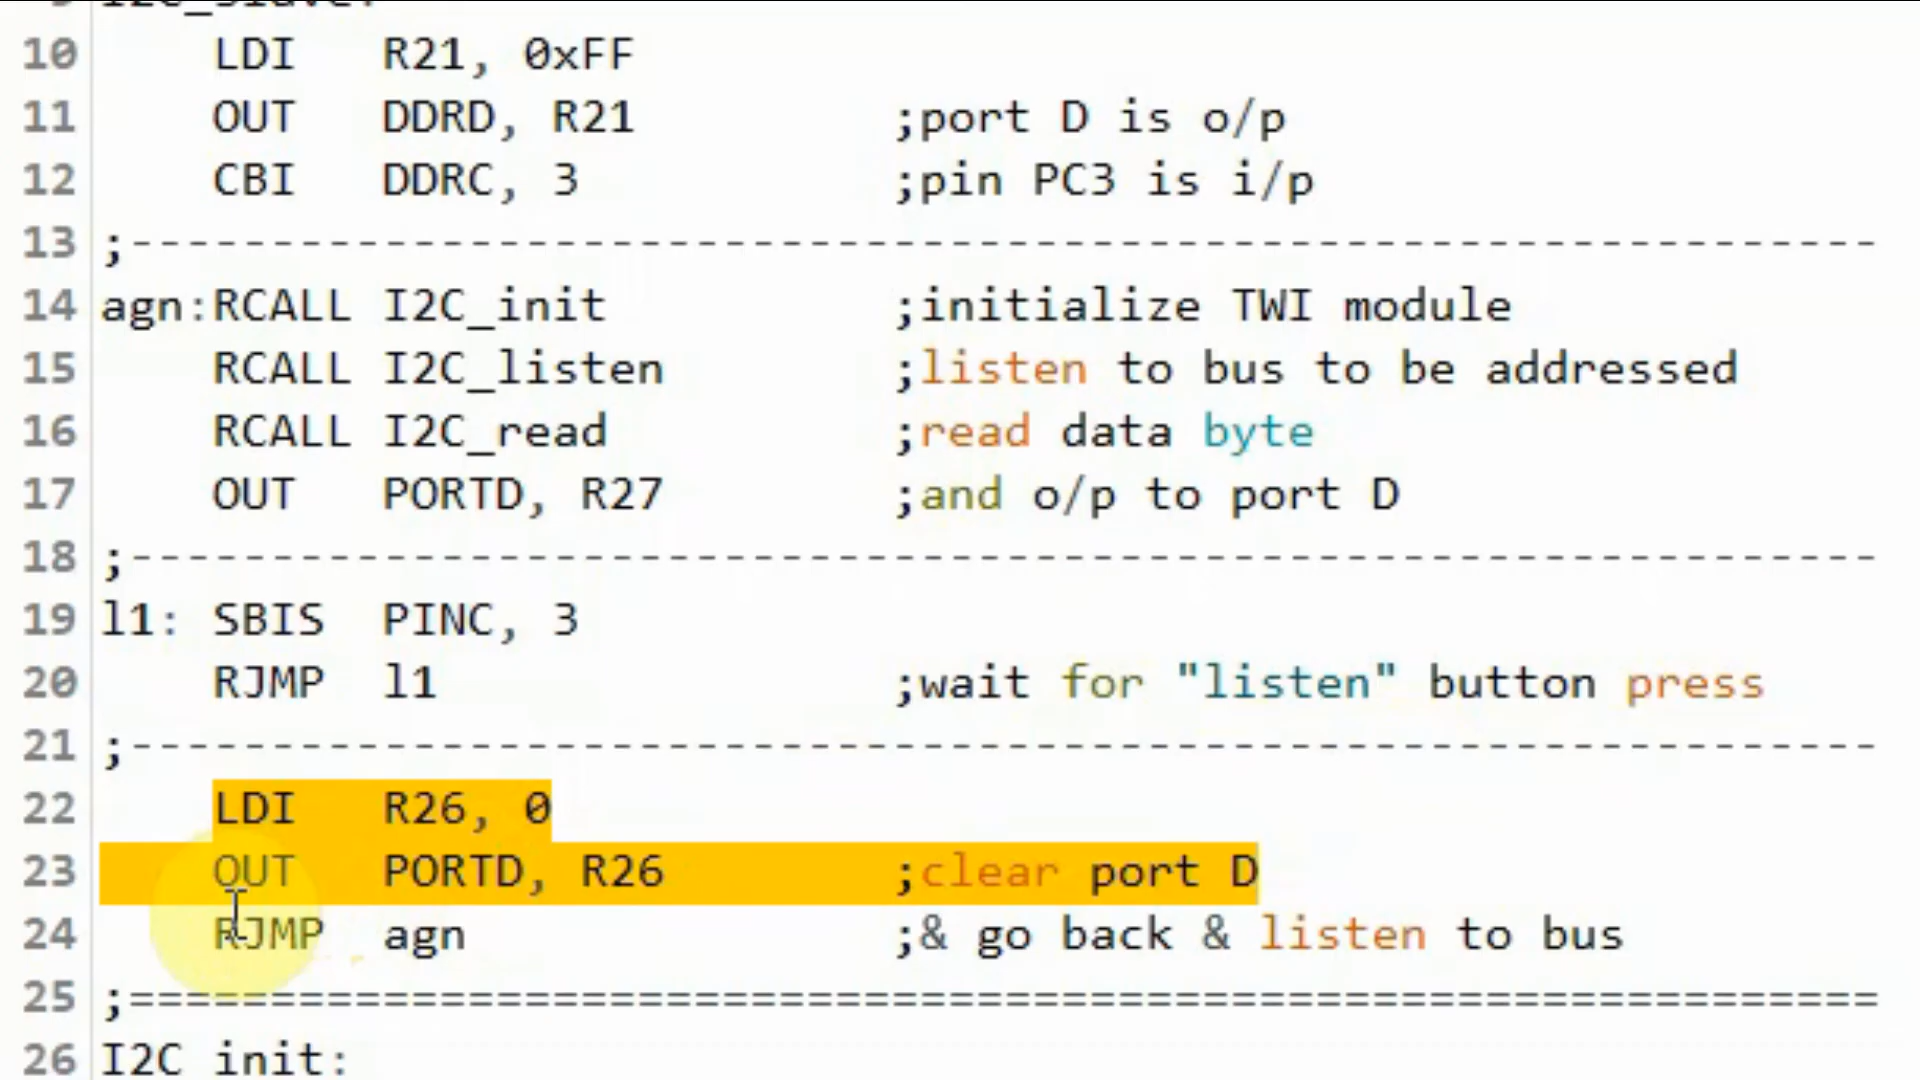 9 I2C_slave:
10 LDI R21, 0xFF
11 OUT DDRD, R21 ;port D is o/p
12 CBI DDRC, 3 ;pin PC3 is i/p
13 ;--------------------------------------------------------------
14 agn:RCALL I2C_init ;initialize TWI module
15 RCALL I2C_listen ;listen to bus to be addressed
16 RCALL I2C_read ;read data byte
17 OUT PORTD, R27 ;and o/p to port D
18 ;--------------------------------------------------------------
19 l1: SBIS PINC, 3
20 RJMP l1 ;wait for "listen" button press
21 ;--------------------------------------------------------------
22 LDI R26, 0
23 OUT PORTD, R26 ;clear port D
24 RJMP agn ;& go back & listen to bus
25 ;==============================================================
26 I2C init: